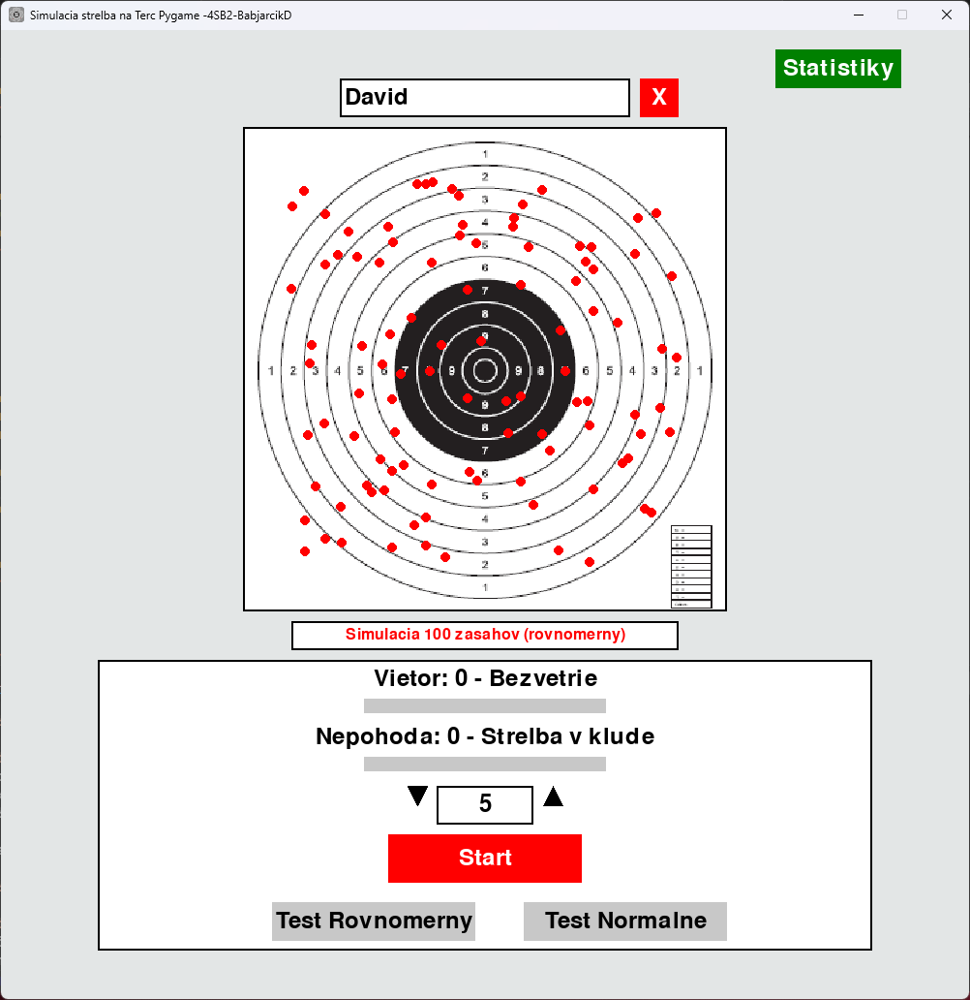 Simulacia strelba na Terc Pygame -4SB2-BabjarcikD
Statistiky
David X
1
2
3
4
5
6
7
8
9
1 2 3 4 5 6 7 9 9 8 6 5 4 3 2 1
9
8
7
6
5
4
3
2
1
Simulacia 100 zasahov (rovnomerny)
Vietor: 0 - Bezvetrie
Nepohoda: 0 - Strelba v klude
▼ 5 ▲
Start
Test Rovnomerny Test Normalne